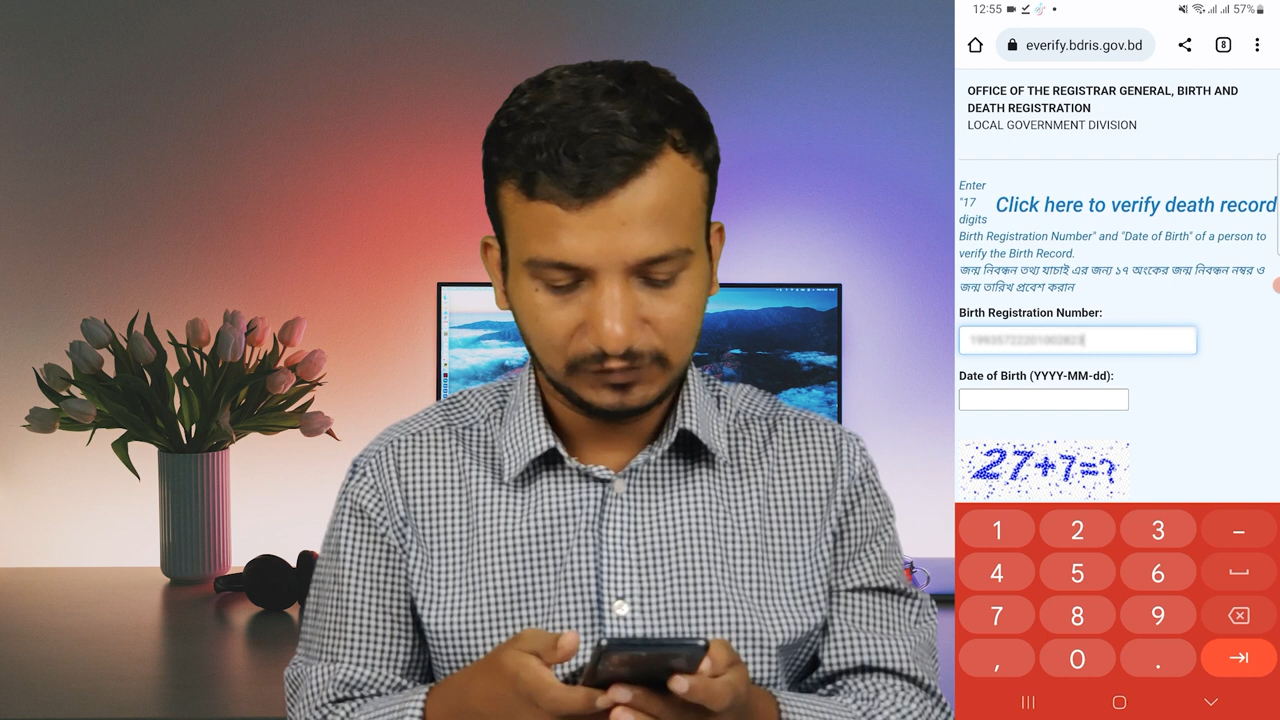 12:55
57%
everify.bdris.gov.bd
8
OFFICE OF THE REGISTRAR GENERAL, BIRTH AND
DEATH REGISTRATION
LOCAL GOVERNMENT DIVISION
Enter
"17
digits
Click here to verify death record
Birth Registration Number" and "Date of Birth" of a person to
verify the Birth Record.
জন্ম নিবন্ধন তথ্য যাচাই এর জন্য ১৭ অংকের জন্ম নিবন্ধন নম্বর ও
জন্ম তারিখ প্রবেশ করান
Birth Registration Number:
Date of Birth (YYYY-MM-dd):
27+7=?
1 2 3 –
4 5 6
7 8 9
, 0 .